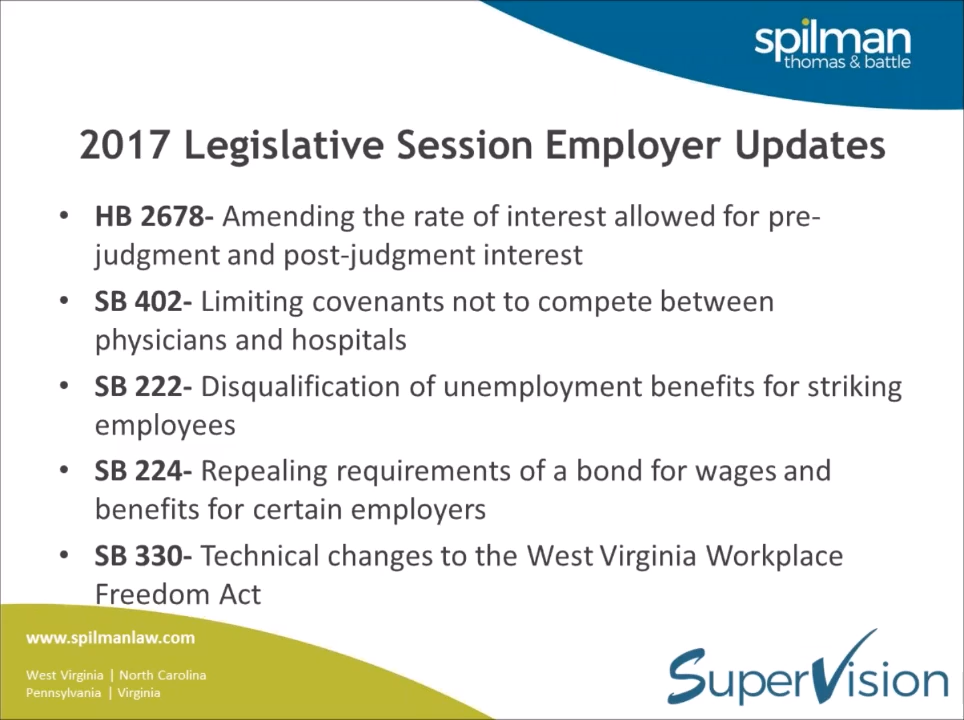 spilman
thomas & battle
2017 Legislative Session Employer Updates
• HB 2678- Amending the rate of interest allowed for pre-
judgment and post-judgment interest
• SB 402- Limiting covenants not to compete between
physicians and hospitals
• SB 222- Disqualification of unemployment benefits for striking
employees
• SB 224- Repealing requirements of a bond for wages and
benefits for certain employers
• SB 330- Technical changes to the West Virginia Workplace
Freedom Act
www.spilmanlaw.com
West Virginia | North Carolina
Pennsylvania | Virginia
SuperVision